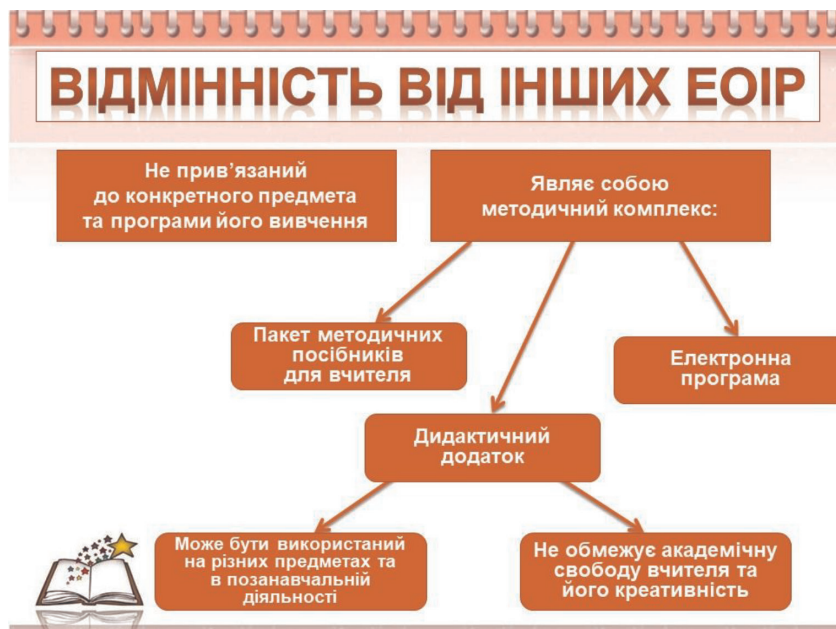 ВІДМІННІСТЬ ВІД ІНШИХ ЕОІР
Не прив’язаний
до конкретного предмета
та програми його вивчення
Являє собою
методичний комплекс:
Пакет методичних
посібників
для вчителя
Електронна
програма
Дидактичний
додаток
Може бути використаний
на різних предметах та
в позанавчальній
діяльності
Не обмежує академічну
свободу вчителя та
його креативність